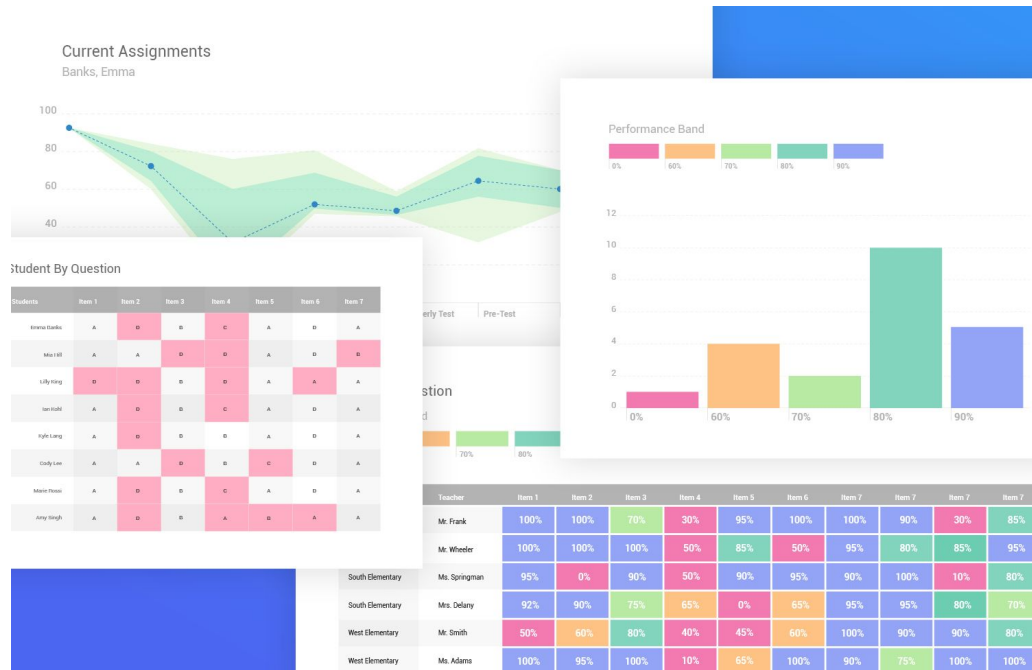 Current Assignments
Banks, Emma
100
80
60
40
erly Test Pre-Test
Performance Band
0% 60% 70% 80% 90%
12
10
8
6
4
2
0
0% 60% 70% 80% 90%
Student By Question
Students Item 1 Item 2 Item 3 Item 4 Item 5 Item 6 Item 7
Emma Banks A D B C A D A
Mia Hill A A D D A D B
Lilly King D D B D A A A
Ian Kohl A D B C A D A
Kyle Lang A D B B A D A
Cody Lee A A D B C D A
Marie Rossi A D B C A D A
Amy Singh A D B A B A A
stion
d
70% 80%
Teacher Item 1 Item 2 Item 3 Item 4 Item 5 Item 6 Item 7 Item 7 Item 7 Item 7
Mr. Frank 100% 100% 70% 30% 95% 100% 100% 90% 30% 85%
Mr. Wheeler 100% 100% 100% 50% 85% 50% 95% 80% 85% 95%
South Elementary Ms. Springman 95% 0% 90% 50% 90% 95% 90% 100% 10% 80%
South Elementary Mrs. Delany 92% 90% 75% 65% 0% 65% 95% 95% 80% 70%
West Elementary Mr. Smith 50% 60% 80% 40% 45% 60% 100% 90% 90% 80%
West Elementary Ms. Adams 100% 95% 100% 10% 65% 100% 90% 75% 100% 100%